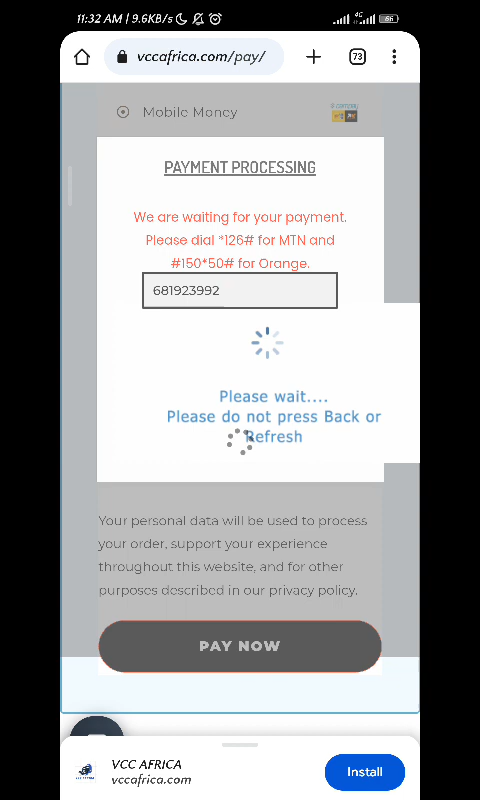 11:32 AM | 9.6KB/s
4G
vccafrica.com/pay/
73
Mobile Money
PAYMENT PROCESSING
We are waiting for your payment.
Please dial *126# for MTN and
#150*50# for Orange.
681923992
Please wait....
Please do not press Back or
Refresh
Your personal data will be used to process
your order, support your experience
throughout this website, and for other
purposes described in our privacy policy.
PAY NOW
VCC AFRICA
vccafrica.com
Install